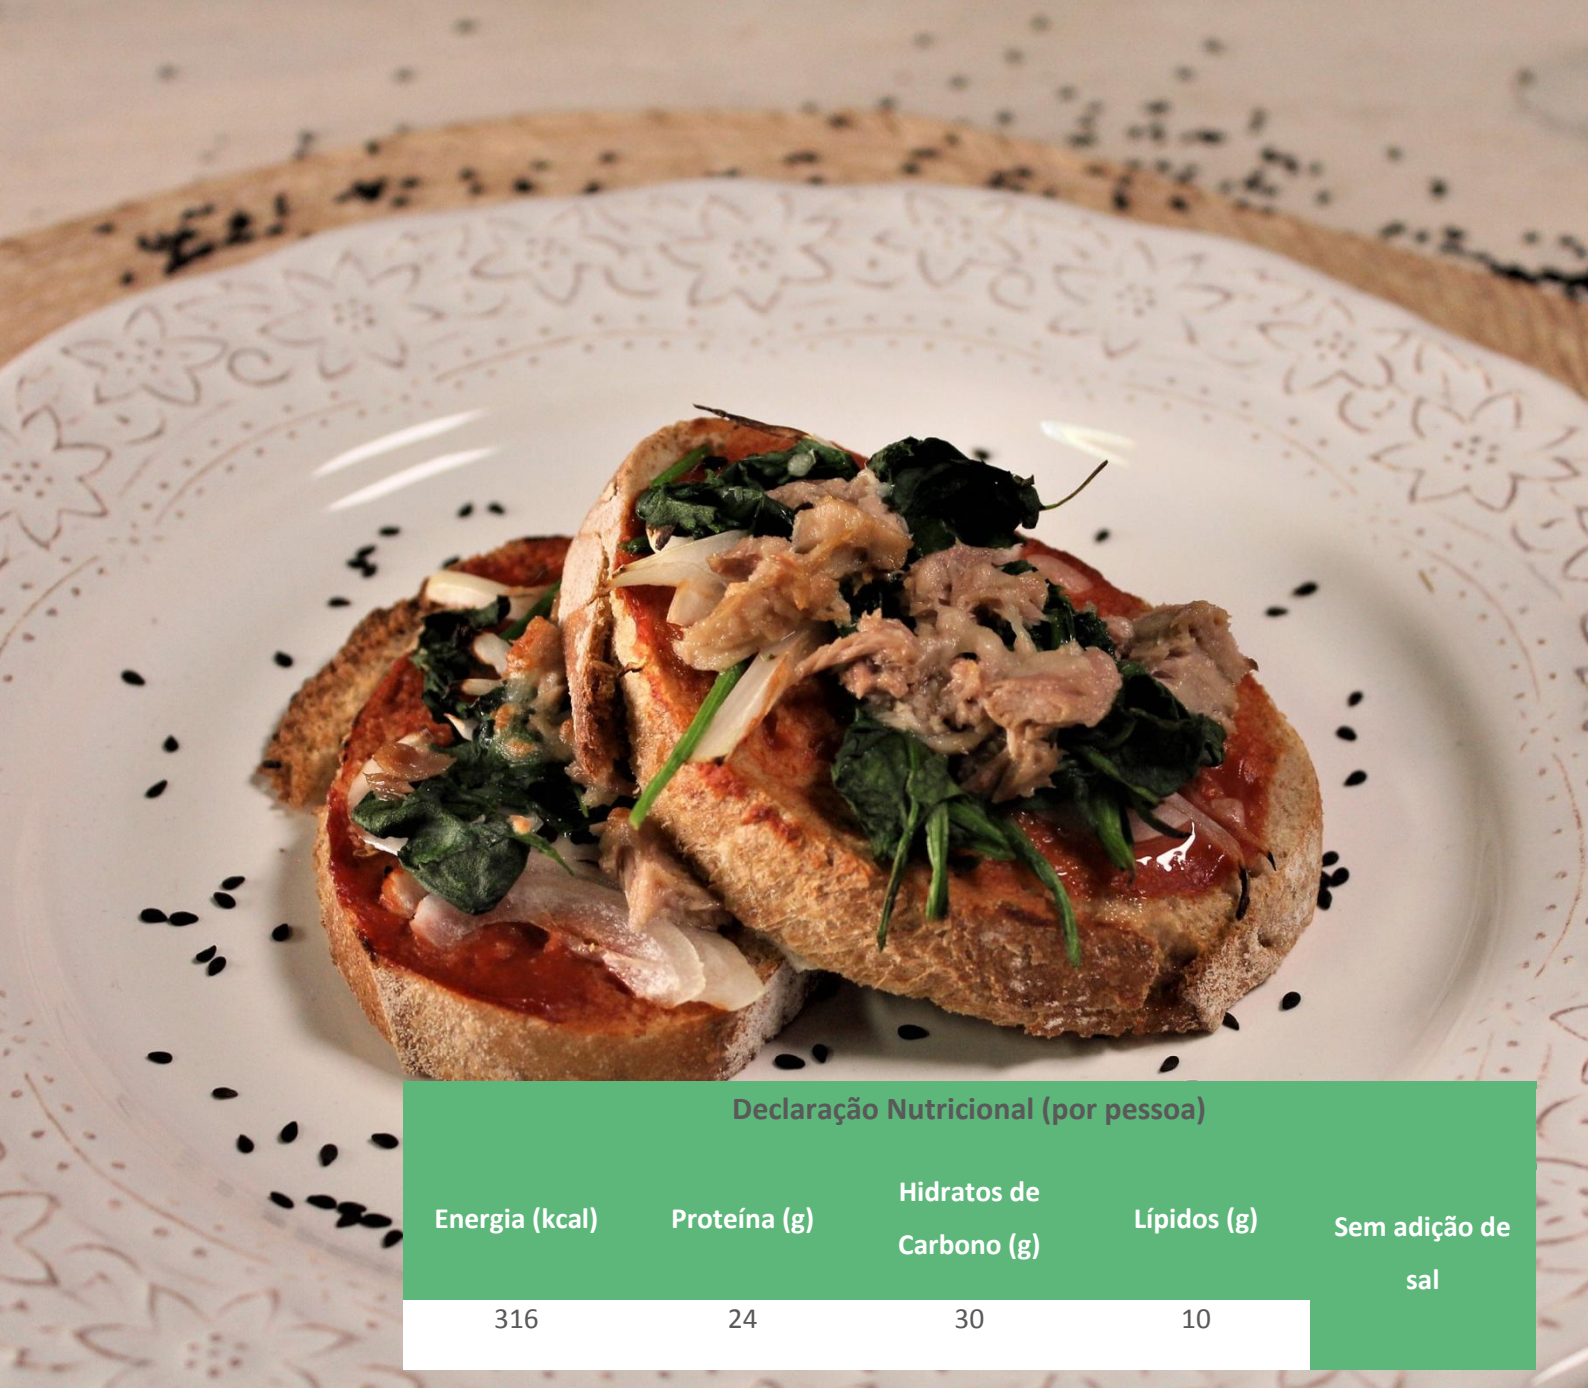 Declaração Nutricional (por pessoa)
Energia (kcal)
Proteína (g)
Hidratos de
Carbono (g)
Lípidos (g)
Sem adição de
sal
316
24
30
10